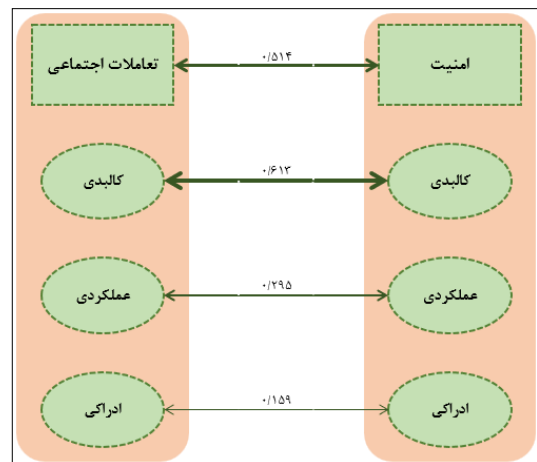 امنیت
۰/۵۱۴
تعاملات اجتماعی
کالبدی
۰/۶۱۳
کالبدی
عملکردی
۰/۲۹۵
عملکردی
ادراکی
۰/۱۵۹
ادراکی